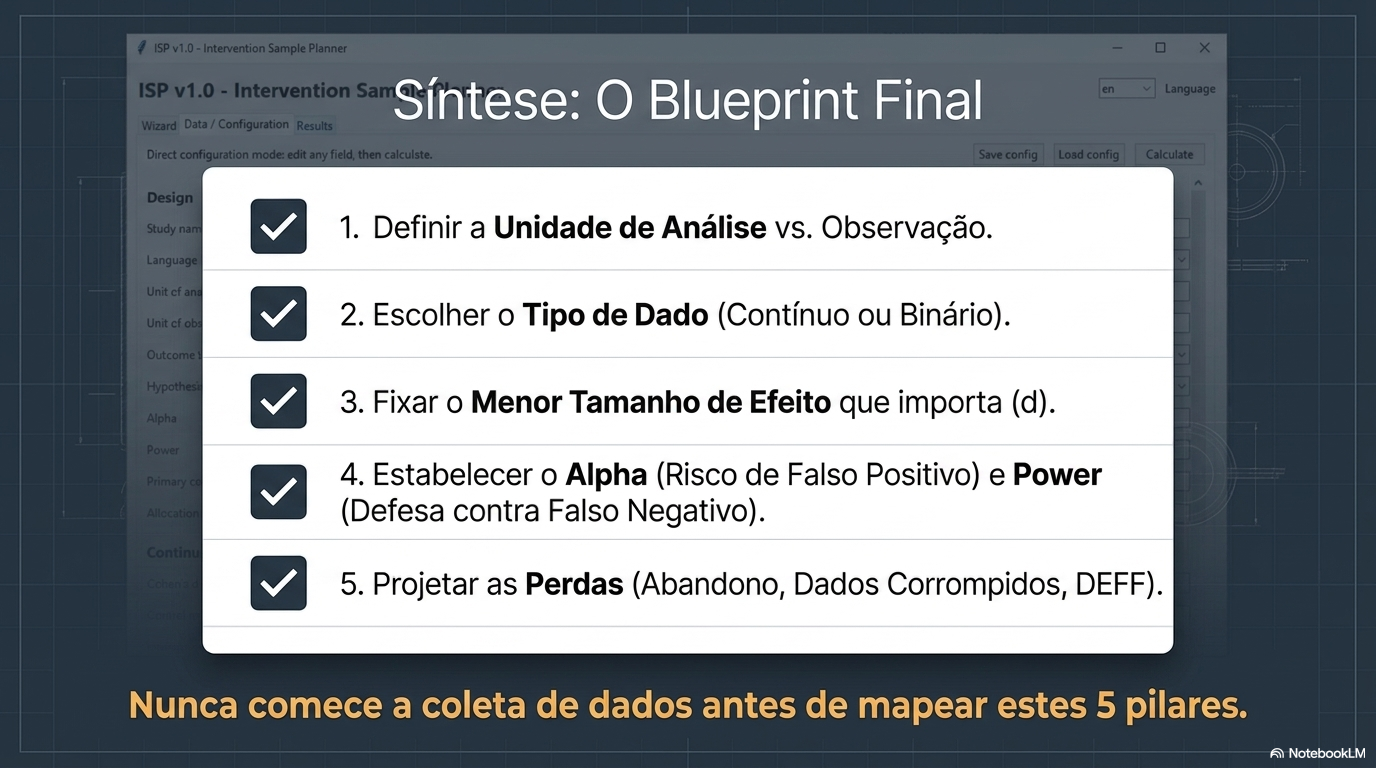 ISP v1.0 - Intervention Sample Planner
ISP v1.0 - Intervention Sam
Síntese: O Blueprint Final
en
Language
Wizard Data / Configuration Results
Direct configuration mode: edit any field, then calculste.
Save config Load config Calculate
Design
Study nam
Language
1. Definir a Unidade de Análise vs. Observação.
Unit cf ana
Unit cf obs
2. Escolher o Tipo de Dado (Contínuo ou Binário).
Outcome t
Hypothesis
3. Fixar o Menor Tamanho de Efeito que importa (d).
Alpha
Power
4. Estabelecer o Alpha (Risco de Falso Positivo) e Power
(Defesa contra Falso Negativo).
Primary co
Allocation
Continu
5. Projetar as Perdas (Abandono, Dados Corrompidos, DEFF).
Nunca comece a coleta de dados antes de mapear estes 5 pilares.
NotebookLM